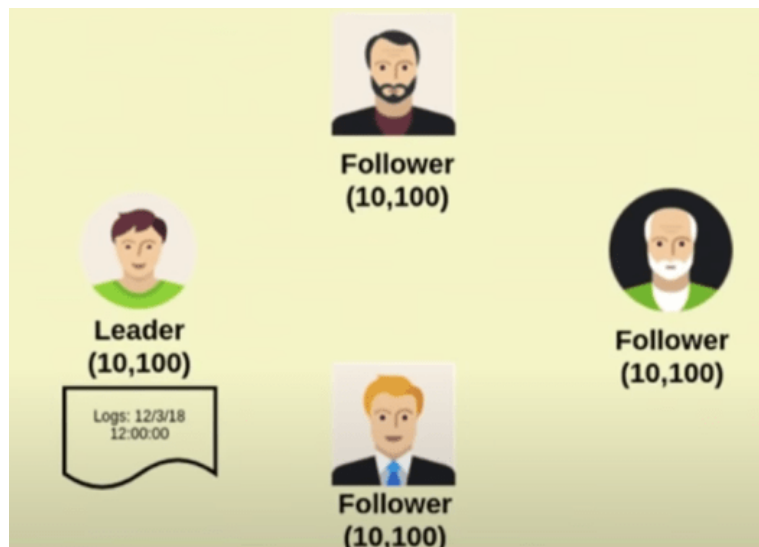 Follower
(10,100)
Leader
(10,100)
Logs: 12/3/18
12:00:00
Follower
(10,100)
Follower
(10,100)